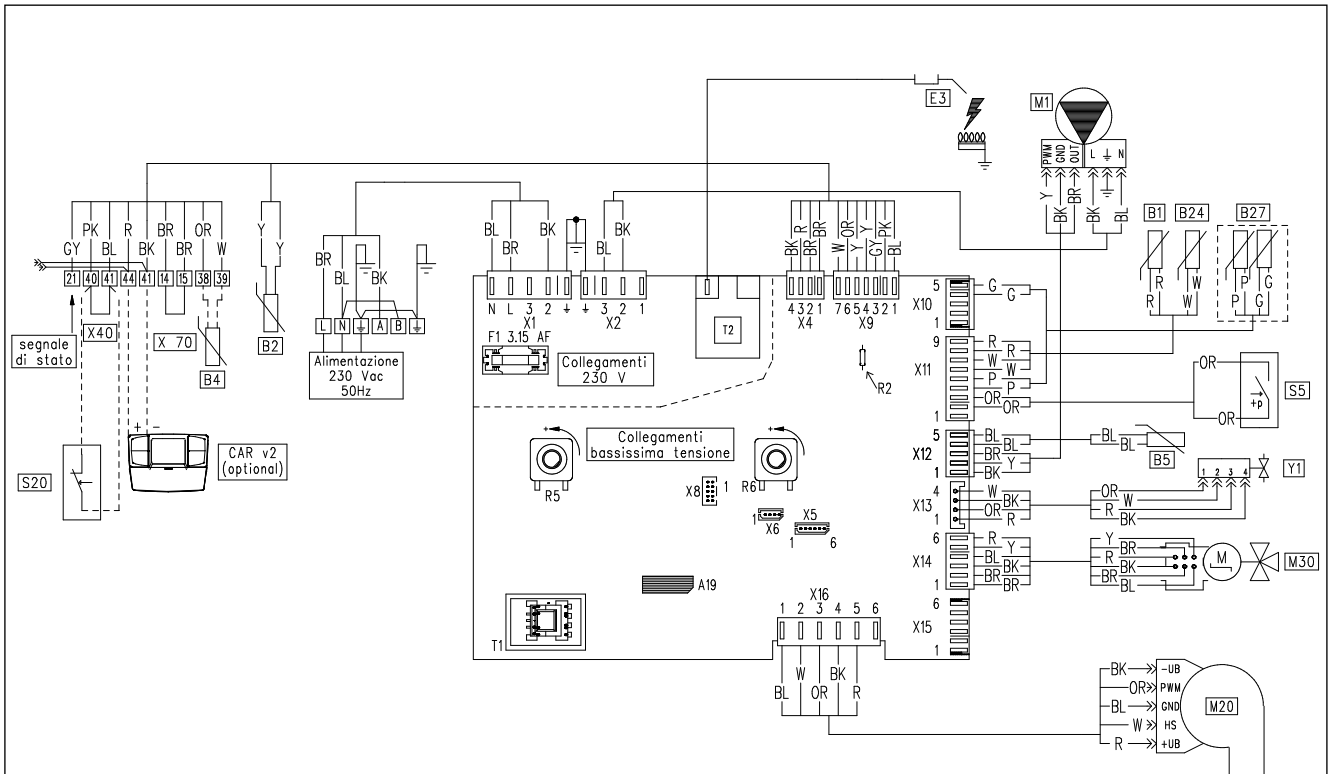 E3
M1
PWM
GND
OUT
L
N
Y
BK
BR
BK
BL
B1
B24
B27
R
R
W
W
P
P
G
G
GY
PK
BL
R
BK
BR
BR
OR
W
21
40
41
44
41
14
15
38
39
segnale
di stato
X40
X 70
B4
Y
Y
B2
BR
BL
BK
L
N
A
B
Alimentazione
230 Vac
50Hz
BL
BR
BK
BL
BK
N L 3 2
3 2 1
X1
X2
F1 3.15 AF
Collegamenti
230 V
T2
BK
R
BR
BR
W
OR
Y
Y
GY
PK
BL
4 3 2 1
7 6 5 4 3 2 1
X4
X9
R2
5
X10
1
G
G
9
X11
1
R
R
W
W
P
P
OR
OR
OR
OR
+p
S5
5
X12
1
BL
BL
BR
Y
BK
BL
BL
B5
4
X13
1
W
BK
OR
R
OR
W
R
BK
1 2 3 4
Y1
6
X14
1
R
Y
BL
BK
BR
BR
Y
BR
R
BK
BR
BL
M
M30
6
X15
1
S20
+ -
CAR v2
(optional)
+
R5
Collegamenti
bassissima tensione
+
R6
X8
1
1
X6
X5
1 6
A19
T1
X16
1 2 3 4 5 6
BL
W
OR
BK
R
BK
OR
BL
W
R
-UB
PWM
GND
HS
+UB
M20